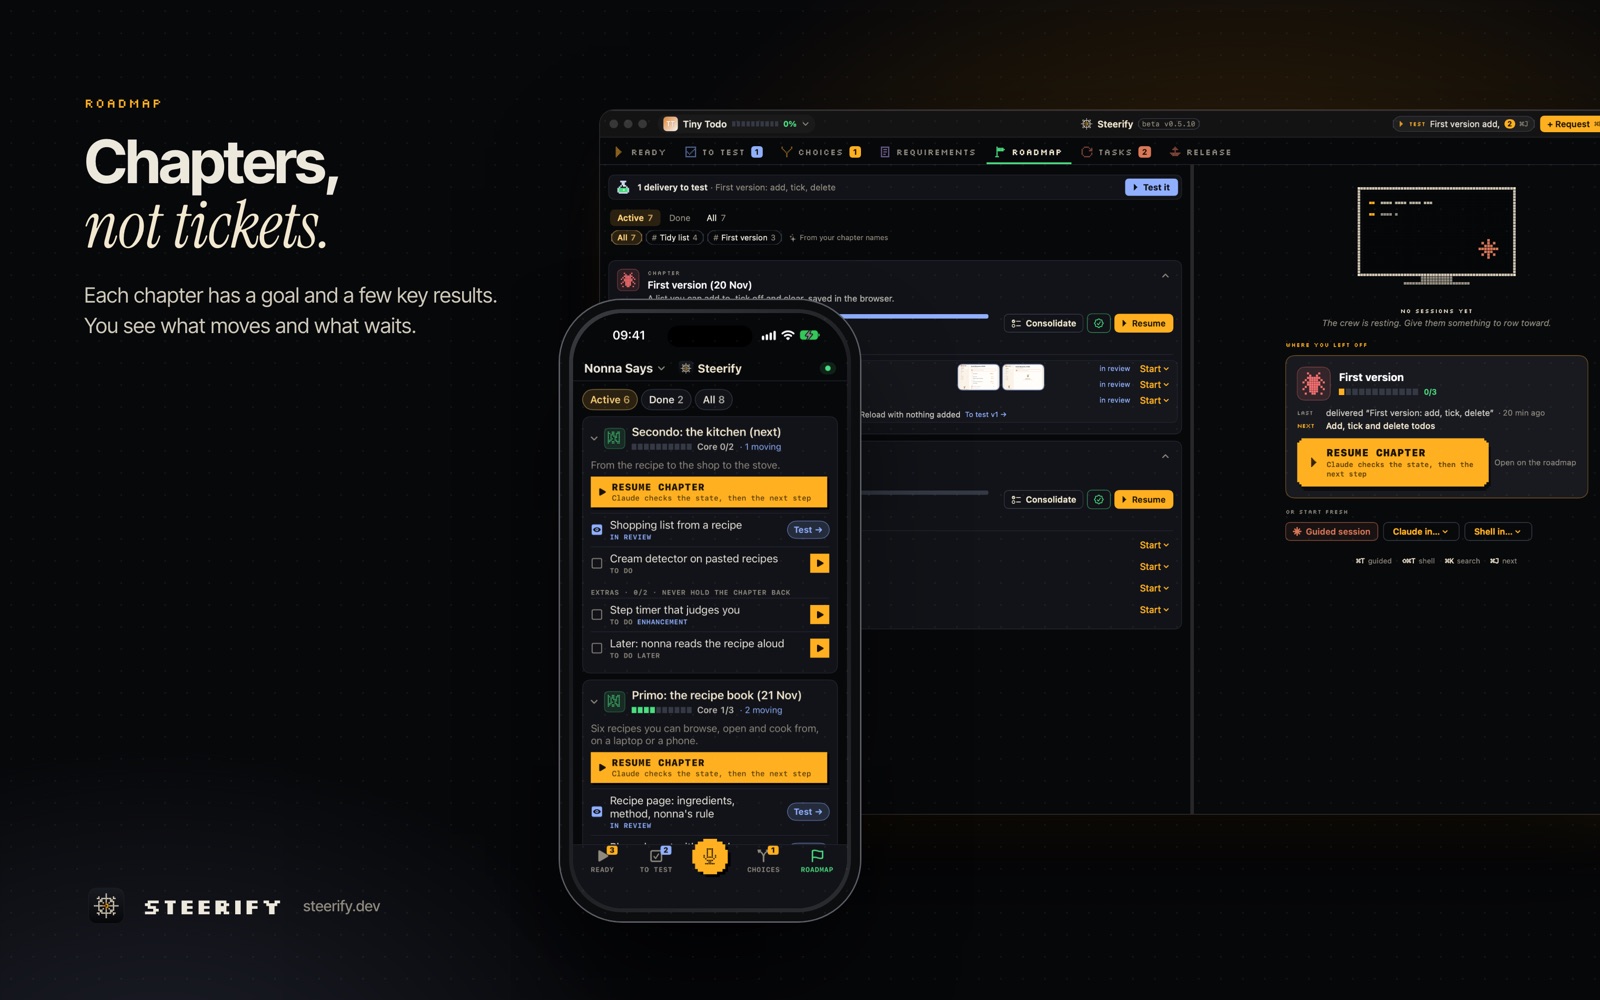 ROADMAP
Chapters,
not tickets.
Each chapter has a goal and a few key results.
You see what moves and what waits.
STEERIFY
steerify.dev
Tiny Todo 0%
Steerify beta v0.5.10
TEST First version add, 2 ⌘J
+ Request
READY
TO TEST 1
CHOICES 1
REQUIREMENTS
ROADMAP
TASKS 2
RELEASE
1 delivery to test · First version: add, tick, delete
Test it
Active 7 Done All 7
All 7 # Tidy list 4 # First version 3 From your chapter names
CHAPTER
First version (20 Nov)
A list you can add to, tick off and clear, saved in the browser.
Consolidate Resume
in review Start
in review Start
in review Start
Reload with nothing added To test v1 →
Consolidate Resume
Start
Start
Start
Start
NO SESSIONS YET
The crew is resting. Give them something to row toward.
WHERE YOU LEFT OFF
First version
0/3
LAST delivered "First version: add, tick, delete" · 20 min ago
NEXT Add, tick and delete todos
RESUME CHAPTER
Claude checks the state, then the
next step
Open on the roadmap
OR START FRESH
Guided session Claude in... Shell in...
⌘T guided ⌘T shell ⌘K search ⌘J next
09:41
Nonna Says Steerify
Active 6 Done 2 All 8
Secondo: the kitchen (next)
Core 0/2 · 1 moving
From the recipe to the shop to the stove.
RESUME CHAPTER
Claude checks the state, then the next step
Shopping list from a recipe
IN REVIEW
Test →
Cream detector on pasted recipes
TO DO
EXTRAS · 0/2 · NEVER HOLD THE CHAPTER BACK
Step timer that judges you
TO DO ENHANCEMENT
Later: nonna reads the recipe aloud
TO DO LATER
Primo: the recipe book (21 Nov)
Core 1/3 · 2 moving
Six recipes you can browse, open and cook from,
on a laptop or a phone.
RESUME CHAPTER
Claude checks the state, then the next step
Recipe page: ingredients,
method, nonna's rule
IN REVIEW
Test →
3 READY
2 TO TEST
1 CHOICES
ROADMAP